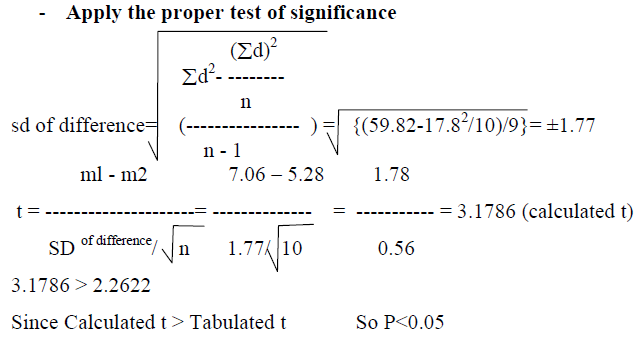 - Apply the proper test of significance
(Σd)²
Σd²- --------
n
sd of difference= (----------------- ) = {(59.82-17.8²/10)/9}= ±1.77
n - 1
ml - m2 7.06 – 5.28 1.78
t = ----------------------= -------------- = ----------- = 3.1786 (calculated t)
SD of difference/√n 1.77/√10 0.56
3.1786 > 2.2622
Since Calculated t > Tabulated t So P<0.05